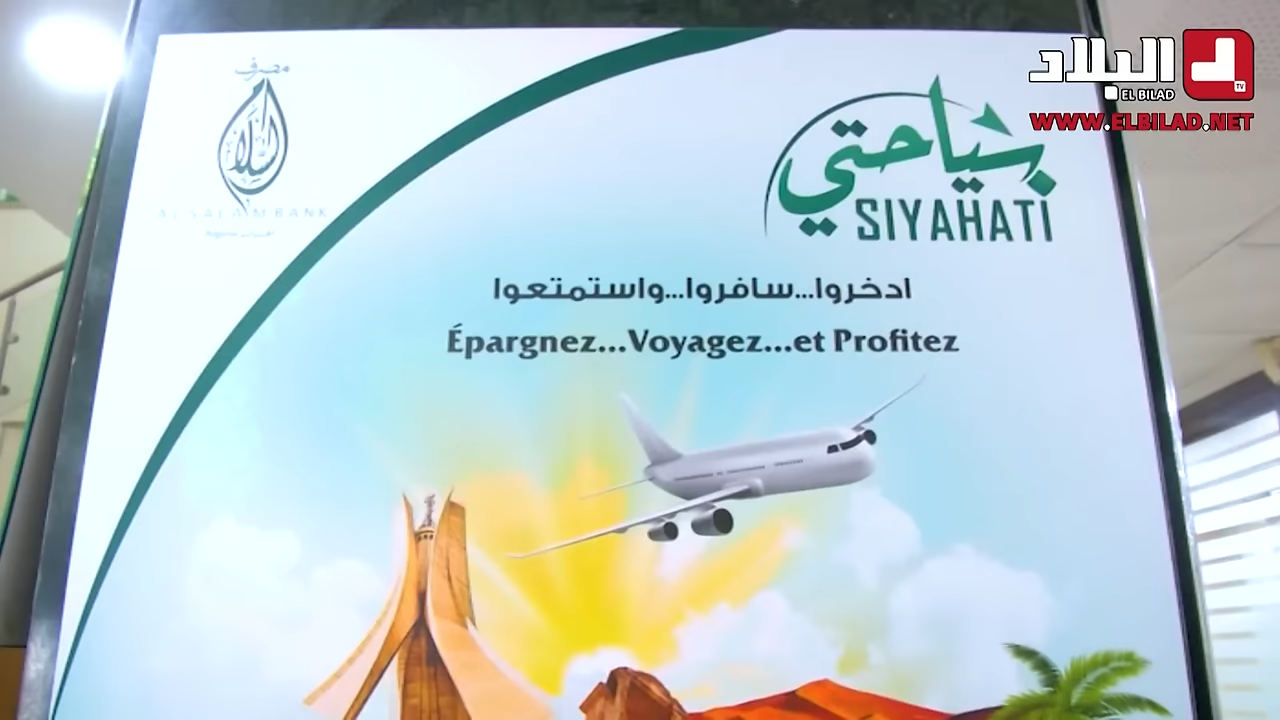 البلاد
EL BILAD
TV
WWW.ELBILAD.NET
مصرف
السلام
AL SALAM BANK
سياحتي
SIYAHATI
ادخروا...سافروا...واستمتعوا
Épargnez...Voyagez...et Profitez